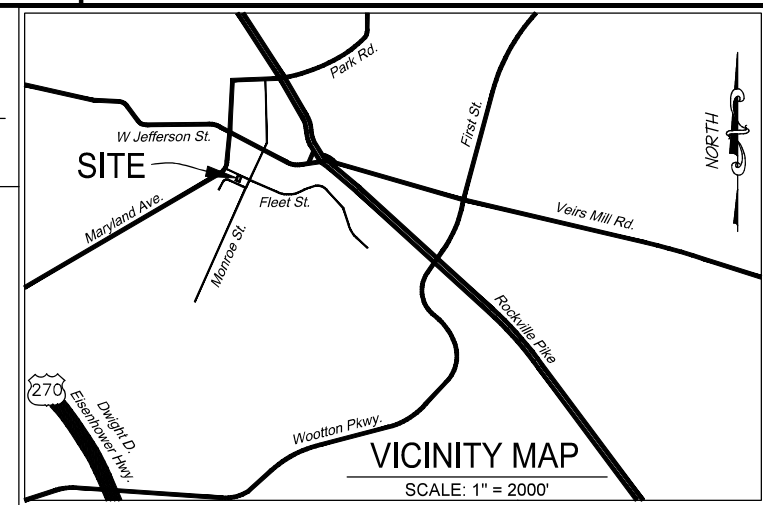 Park Rd.
First St.
W Jefferson St.
NORTH
SITE
Fleet St.
Maryland Ave.
Monroe St.
Veirs Mill Rd.
Rockville Pike
270
Dwight D.
Eisenhower Hwy.
Wootton Pkwy.
VICINITY MAP
SCALE: 1" = 2000'